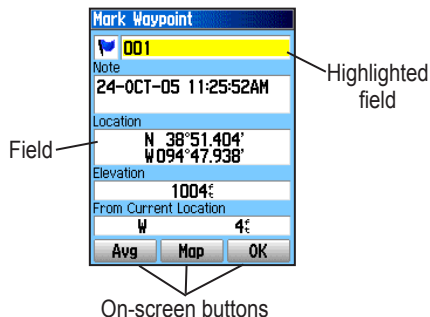 Mark Waypoint
001
Note
24-OCT-05 11:25:52AM
Location
N 38°51.404'
W094°47.938'
Elevation
1004ft
From Current Location
W 4ft
Avg Map OK
Highlighted
field
Field
On-screen buttons